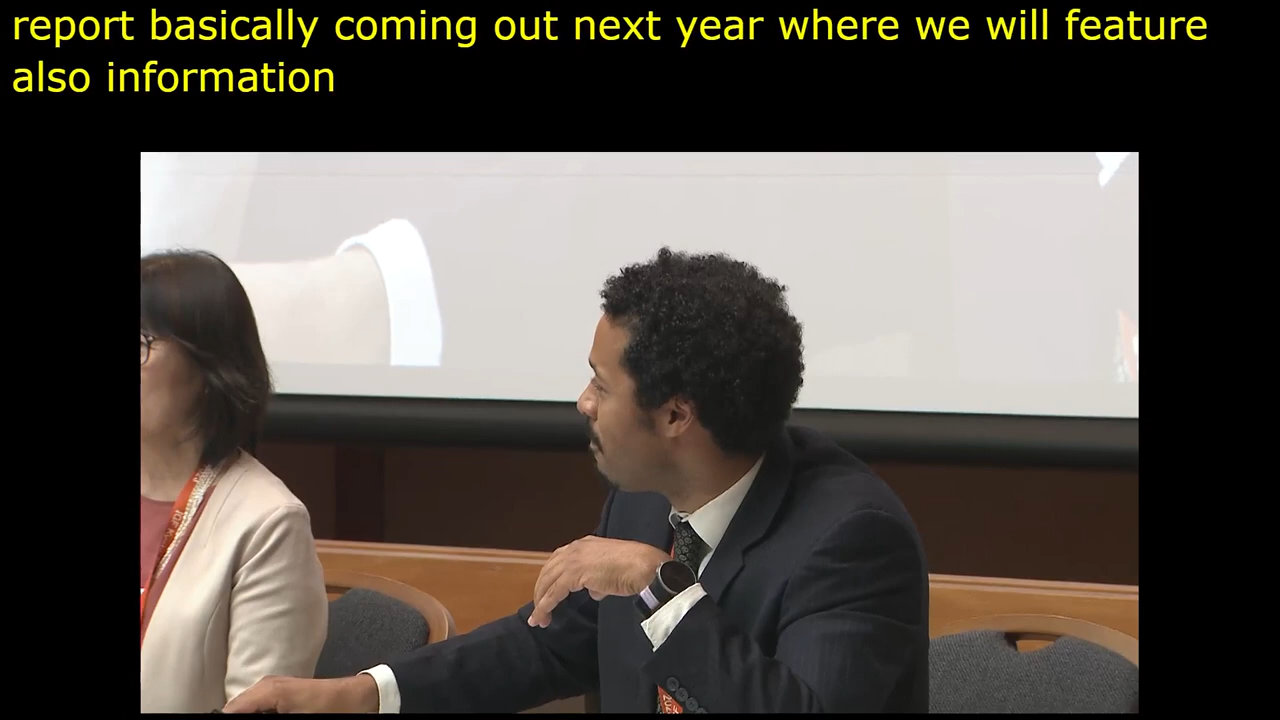 report basically coming out next year where we will feature
also information